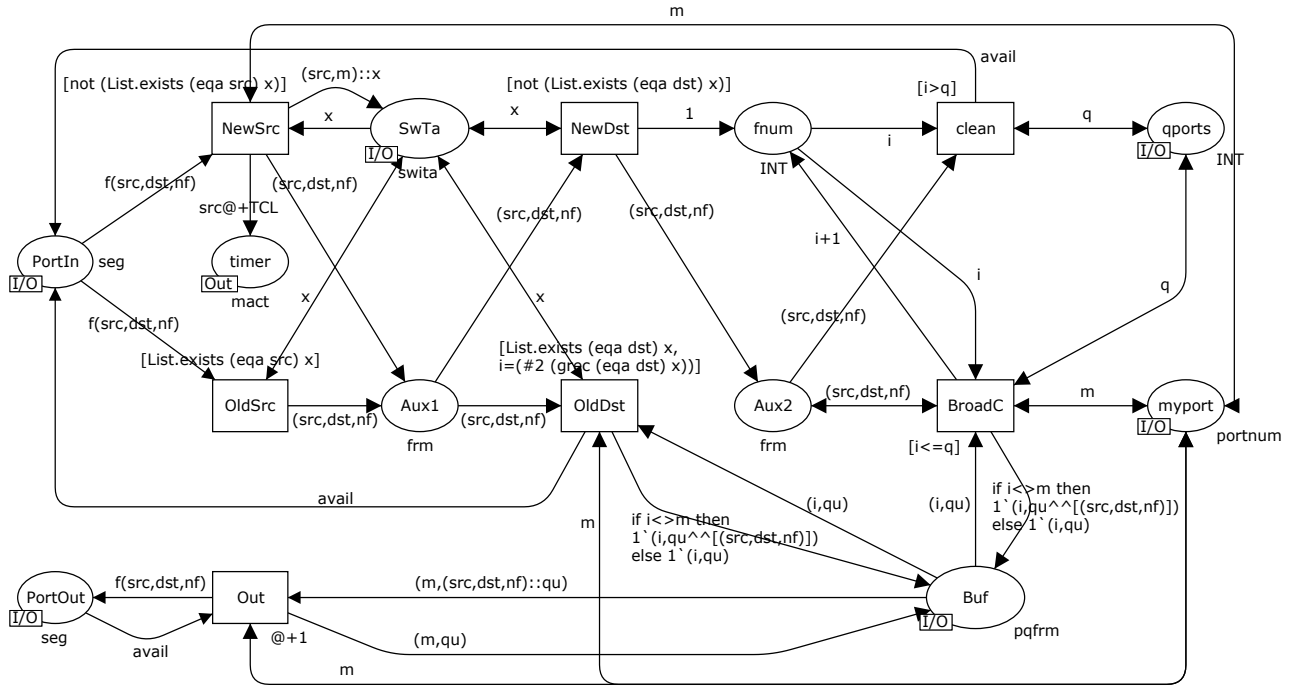 m
avail
[not (List.exists (eqa src) x)]
(src,m)::x
[not (List.exists (eqa dst) x)]
[i>q]
NewSrc
x
SwTa
x
NewDst
1
fnum
i
clean
q
qports
I/O
I/O
INT
swita
INT
f(src,dst,nf)
(src,dst,nf)
src@+TCL
(src,dst,nf)
(src,dst,nf)
i+1
PortIn
seg
I/O
timer
Out
mact
i
q
x
x
f(src,dst,nf)
(src,dst,nf)
[List.exists (eqa src) x]
[List.exists (eqa dst) x,
i=(#2 (grec (eqa dst) x))]
OldSrc
(src,dst,nf)
Aux1
frm
(src,dst,nf)
OldDst
Aux2
frm
(src,dst,nf)
BroadC
[i<=q]
m
myport
I/O
portnum
avail
m
if i<>m then
1`(i,qu^^[(src,dst,nf)])
else 1`(i,qu)
(i,qu)
(i,qu)
if i<>m then
1`(i,qu^^[(src,dst,nf)])
else 1`(i,qu)
PortOut
I/O
seg
f(src,dst,nf)
Out
@+1
avail
(m,(src,dst,nf)::qu)
(m,qu)
Buf
I/O
pqfrm
m